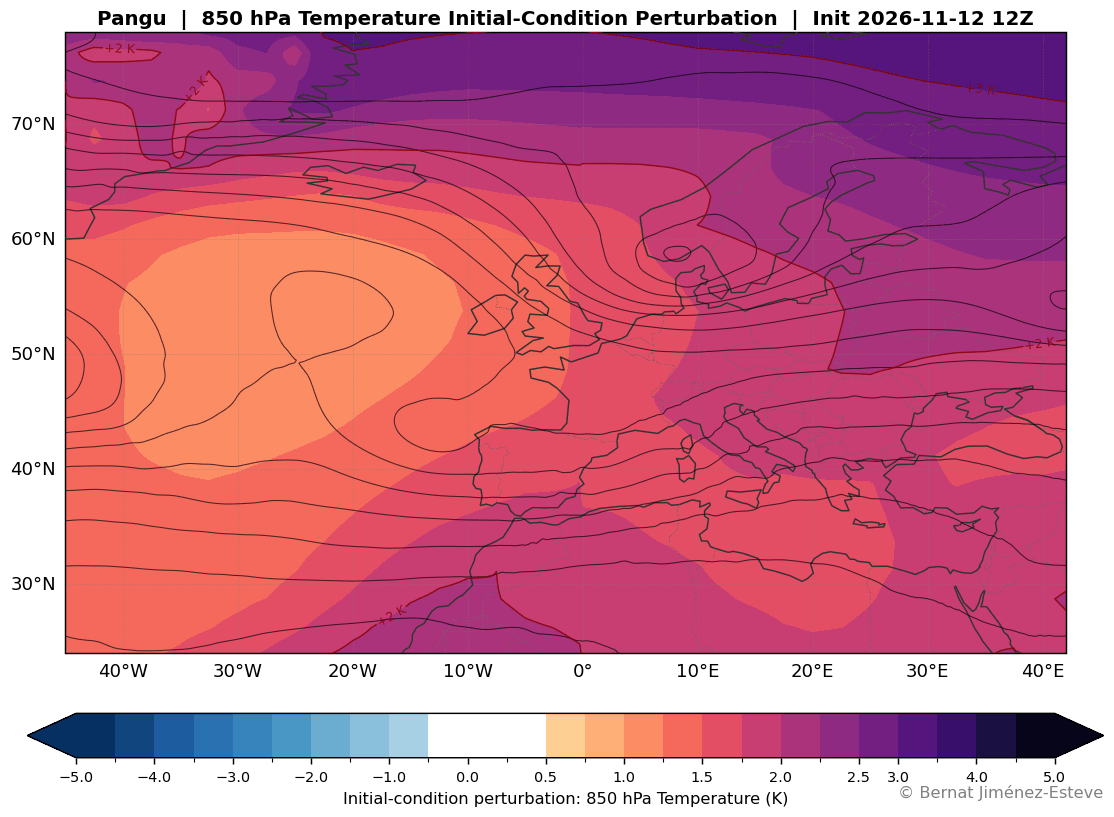 Pangu | 850 hPa Temperature Initial-Condition Perturbation | Init 2026-11-12 12Z
+2 K
+2 K
+3 K
70°N
60°N
50°N
+2 K
40°N
30°N
+2 K
40°W 30°W 20°W 10°W 0° 10°E 20°E 30°E 40°E
−5.0 −4.0 −3.0 −2.0 −1.0 0.0 0.5 1.0 1.5 2.0 2.5 3.0 4.0 5.0
Initial-condition perturbation: 850 hPa Temperature (K)
© Bernat Jiménez-Esteve